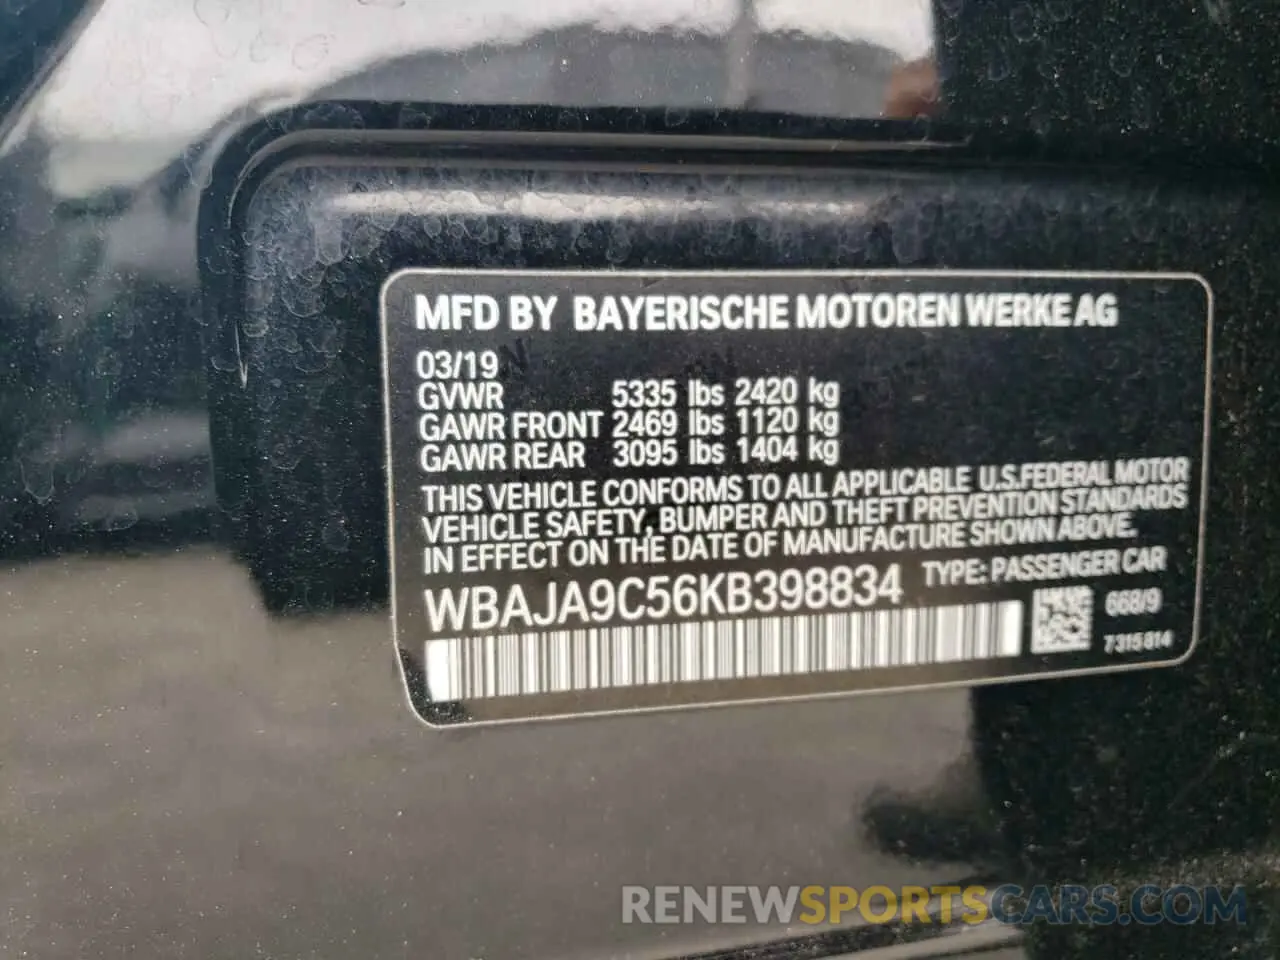 MFD BY BAYERISCHE MOTOREN WERKE AG
03/19
GVWR 5335 lbs 2420 kg
GAWR FRONT 2469 lbs 1120 kg
GAWR REAR 3095 lbs 1404 kg
THIS VEHICLE CONFORMS TO ALL APPLICABLE U.S.FEDERAL MOTOR
VEHICLE SAFETY, BUMPER AND THEFT PREVENTION STANDARDS
IN EFFECT ON THE DATE OF MANUFACTURE SHOWN ABOVE.
WBAJA9C56KB398834 TYPE: PASSENGER CAR
668/9
7315814
RENEWSPORTSCARS.COM